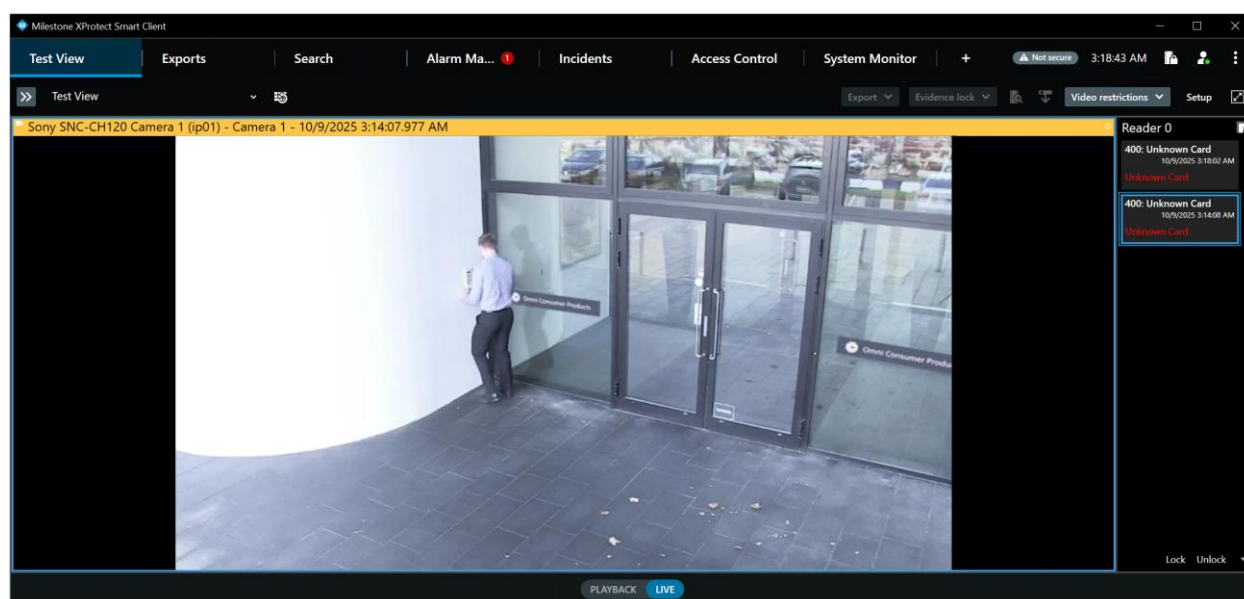 Milestone XProtect Smart Client
Test View
Exports
Search
Alarm Ma... 1
Incidents
Access Control
System Monitor
+
Not secure
3:18:43 AM
Test View
Export
Evidence lock
Video restrictions
Setup
Sony SNC-CH120 Camera 1 (ip01) - Camera 1 - 10/9/2025 3:14:07.977 AM
Omni Consumer Products
Omni Consumer Produ
Reader 0
400: Unknown Card
10/9/2025 3:18:02 AM
Unknown Card
400: Unknown Card
10/9/2025 3:14:08 AM
Unknown Card
Lock Unlock
PLAYBACK LIVE